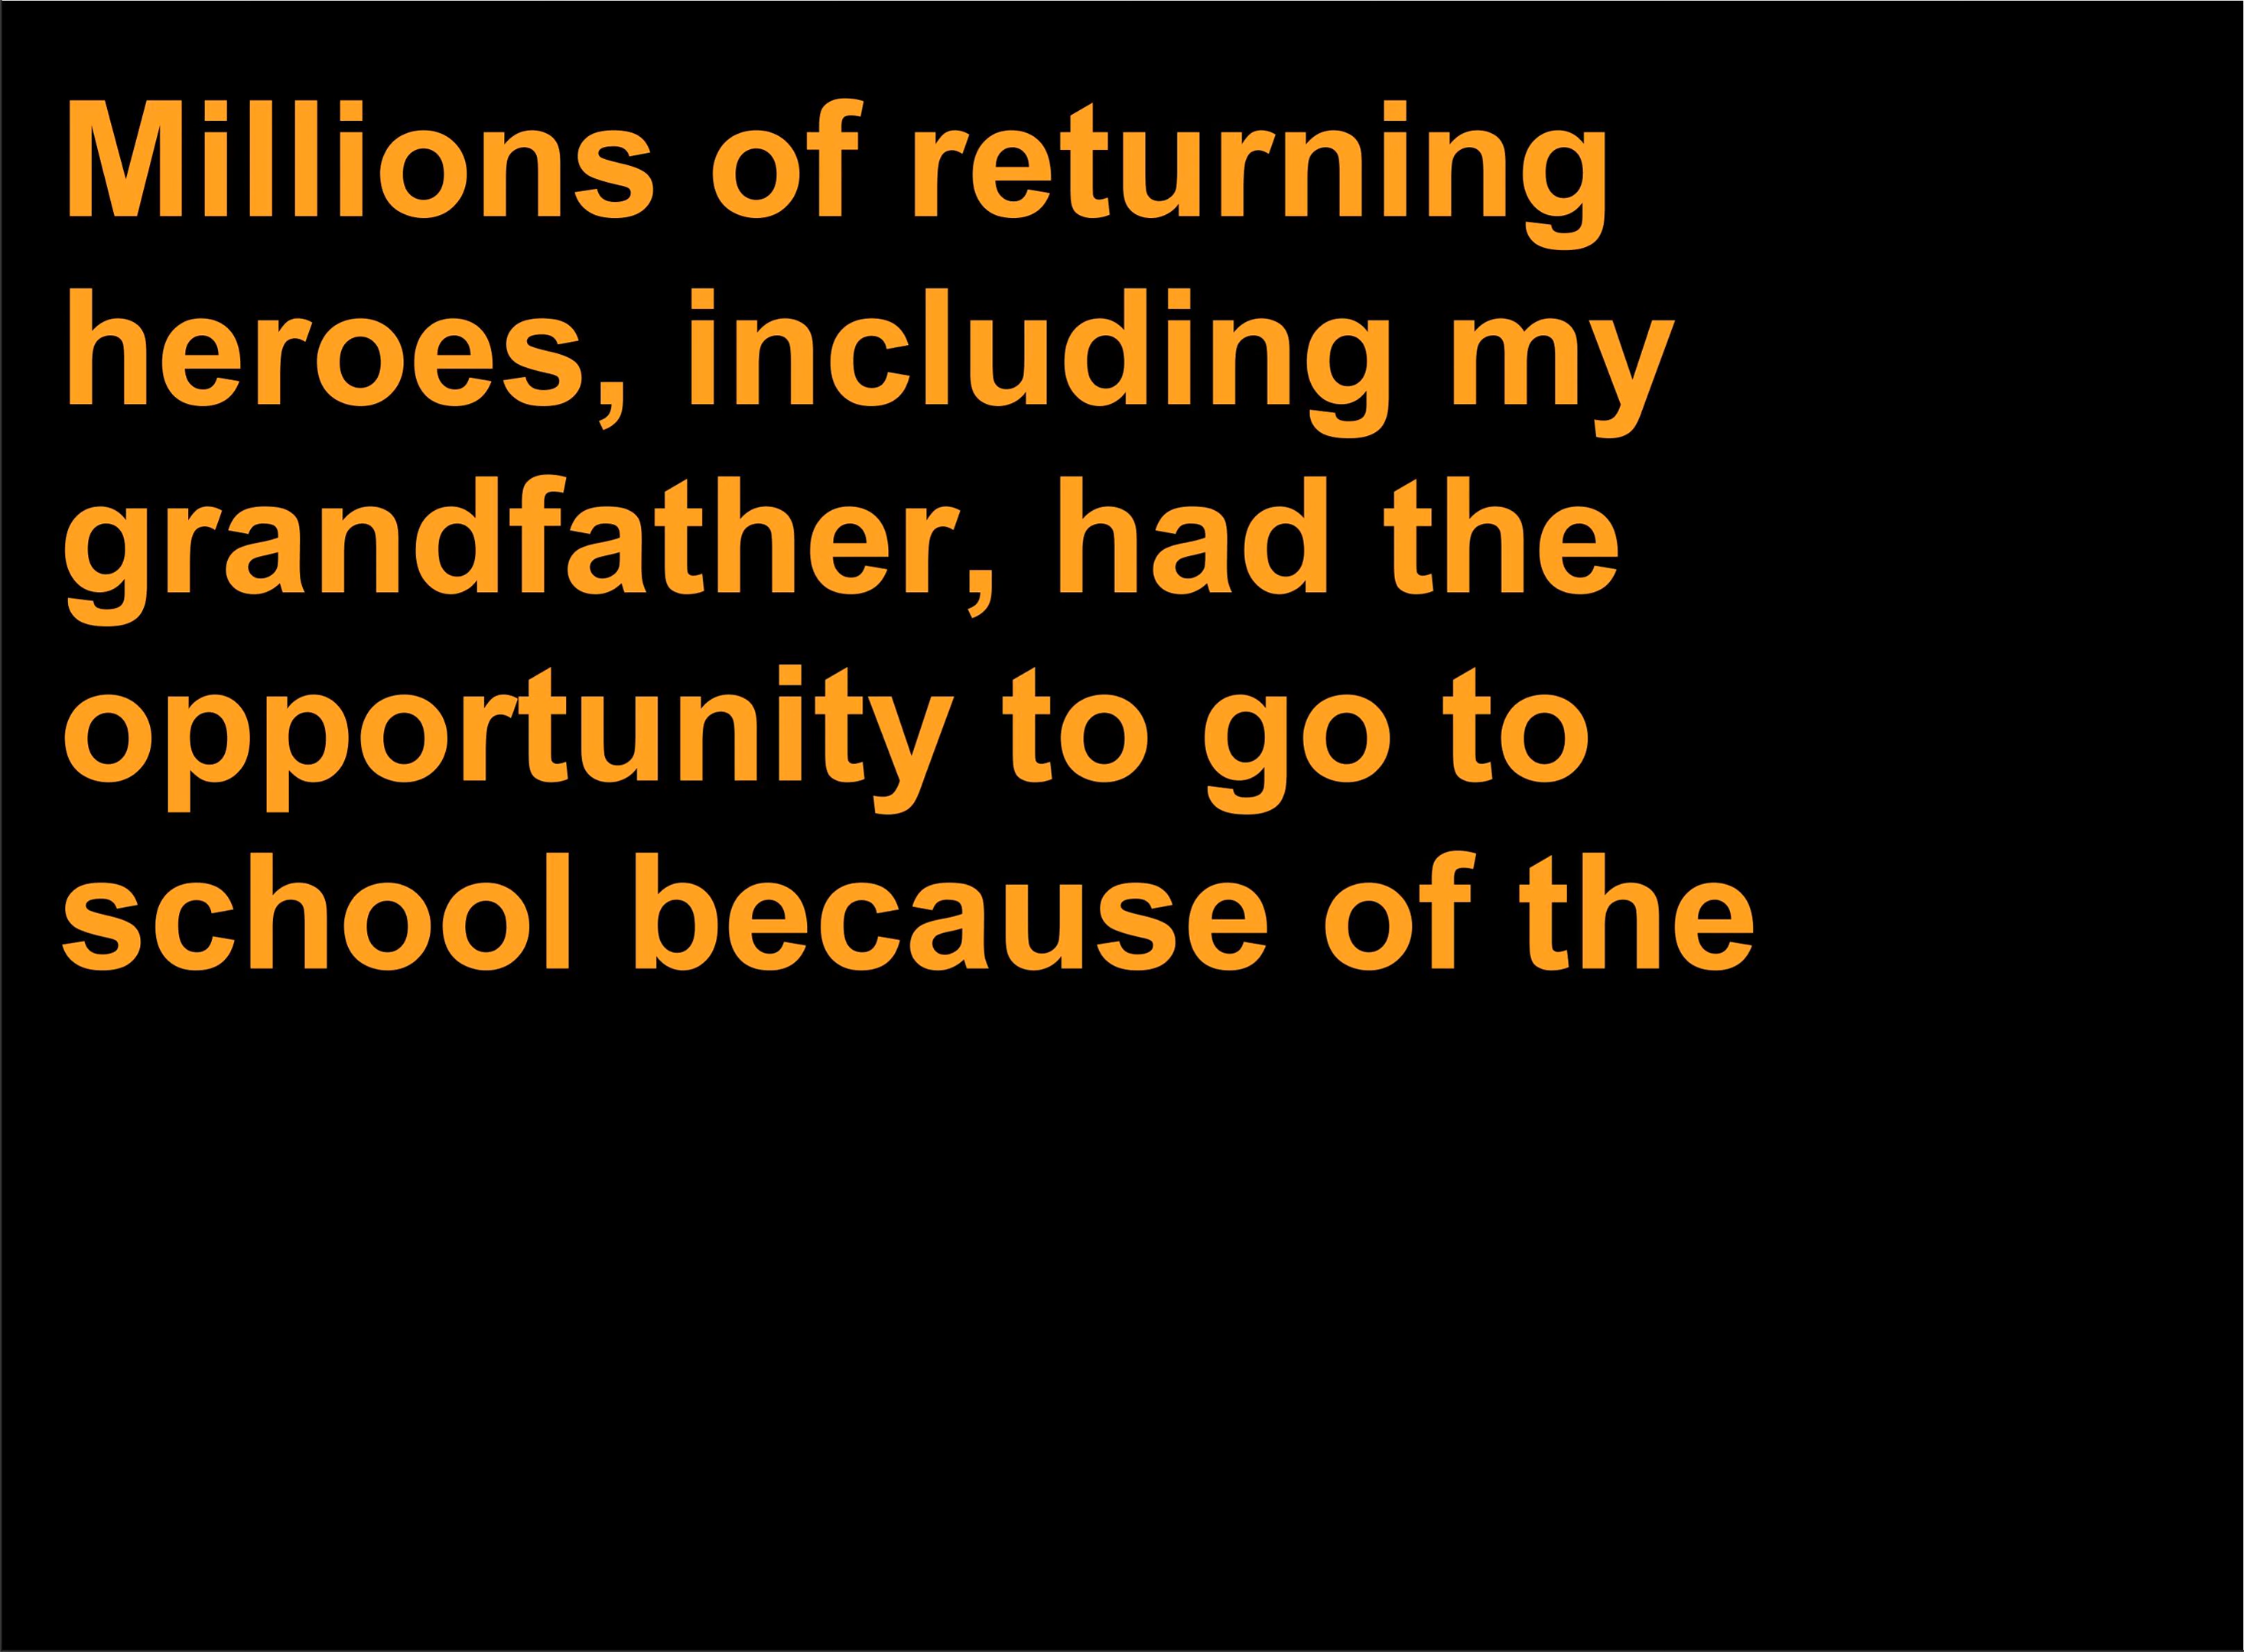 Millions of returning
heroes, including my
grandfather, had the
opportunity to go to
school because of the